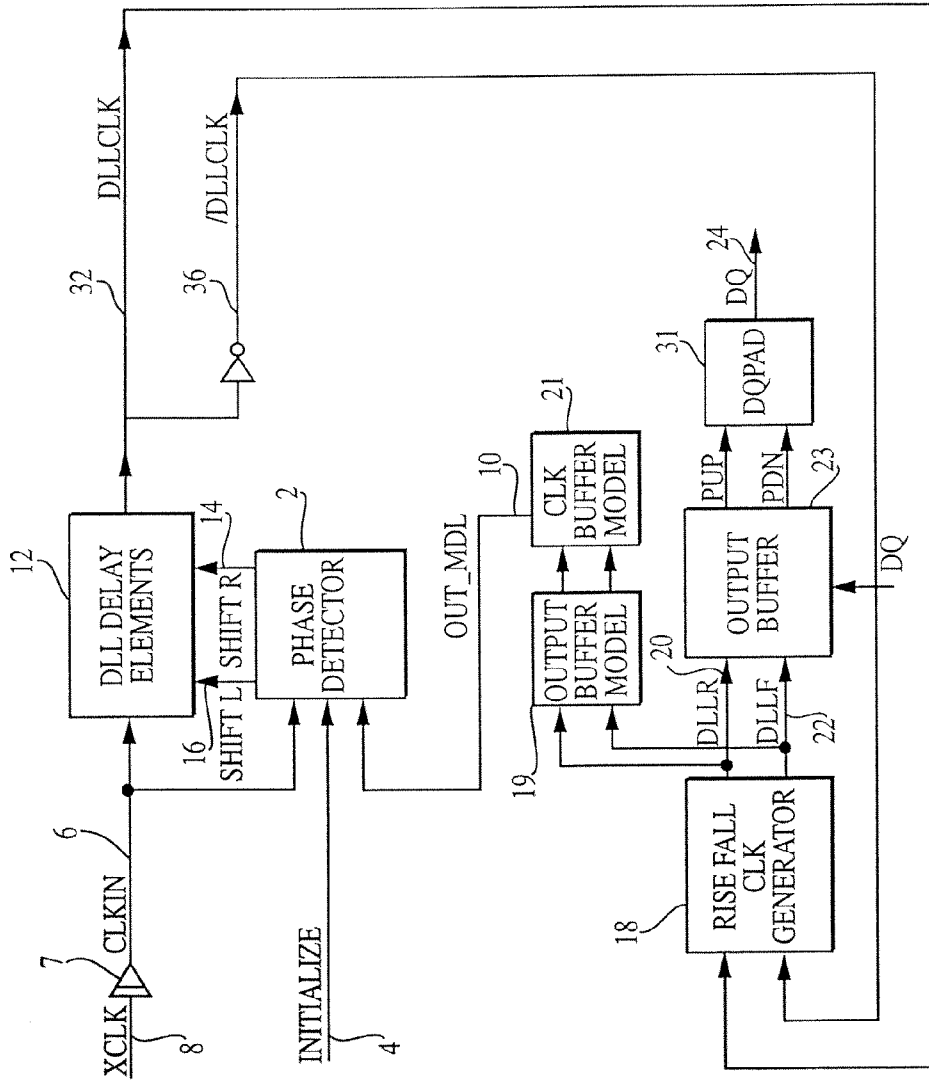 XCLK
8
7
CLKIN
6
12
DLL DELAY
ELEMENTS
32
DLLCLK
36
/DLLCLK
16
SHIFT L
SHIFT R
14
INITIALIZE
4
PHASE
DETECTOR
2
OUT_MDL
10
19
OUTPUT
BUFFER
MODEL
CLK
BUFFER
MODEL
21
18
RISE FALL
CLK
GENERATOR
DLLR
20
DLLF
22
OUTPUT
BUFFER
23
DQ
PUP
PDN
31
DQPAD
DQ
24